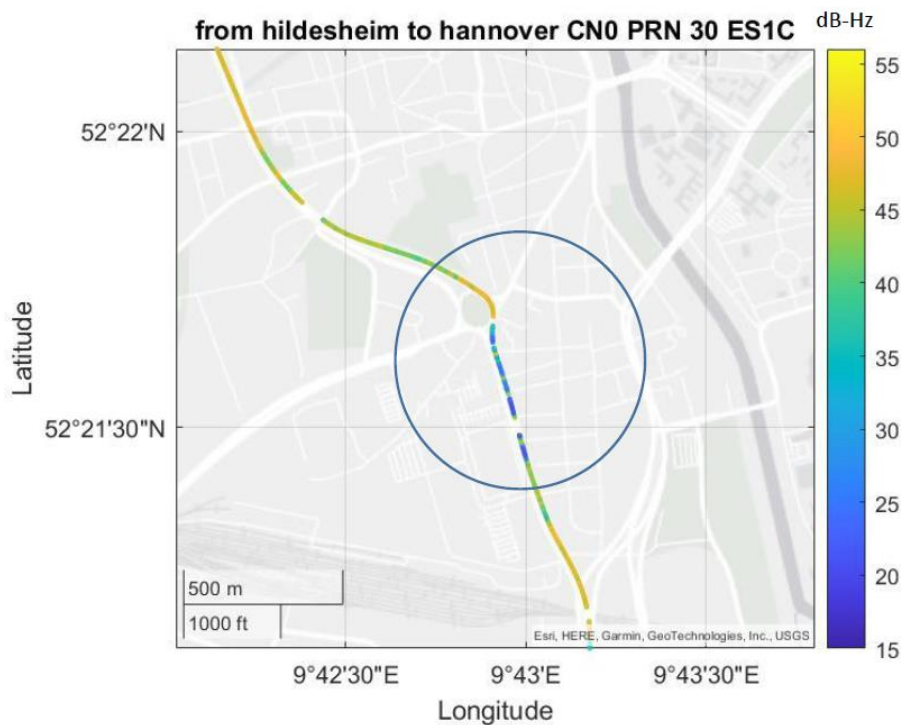 from hildesheim to hannover CN0 PRN 30 ES1C
dB-Hz
55
50
45
40
35
30
25
20
15
52°22'N
52°21'30"N
Latitude
500 m
1000 ft
Esri, HERE, Garmin, GeoTechnologies, Inc., USGS
9°42'30"E
9°43'E
9°43'30"E
Longitude